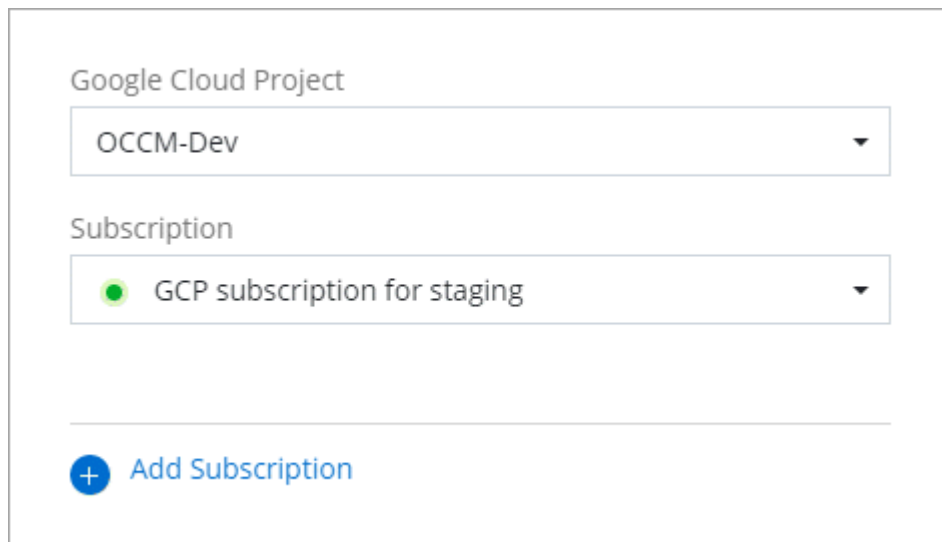 Google Cloud Project
OCCM-Dev
Subscription
GCP subscription for staging
Add Subscription